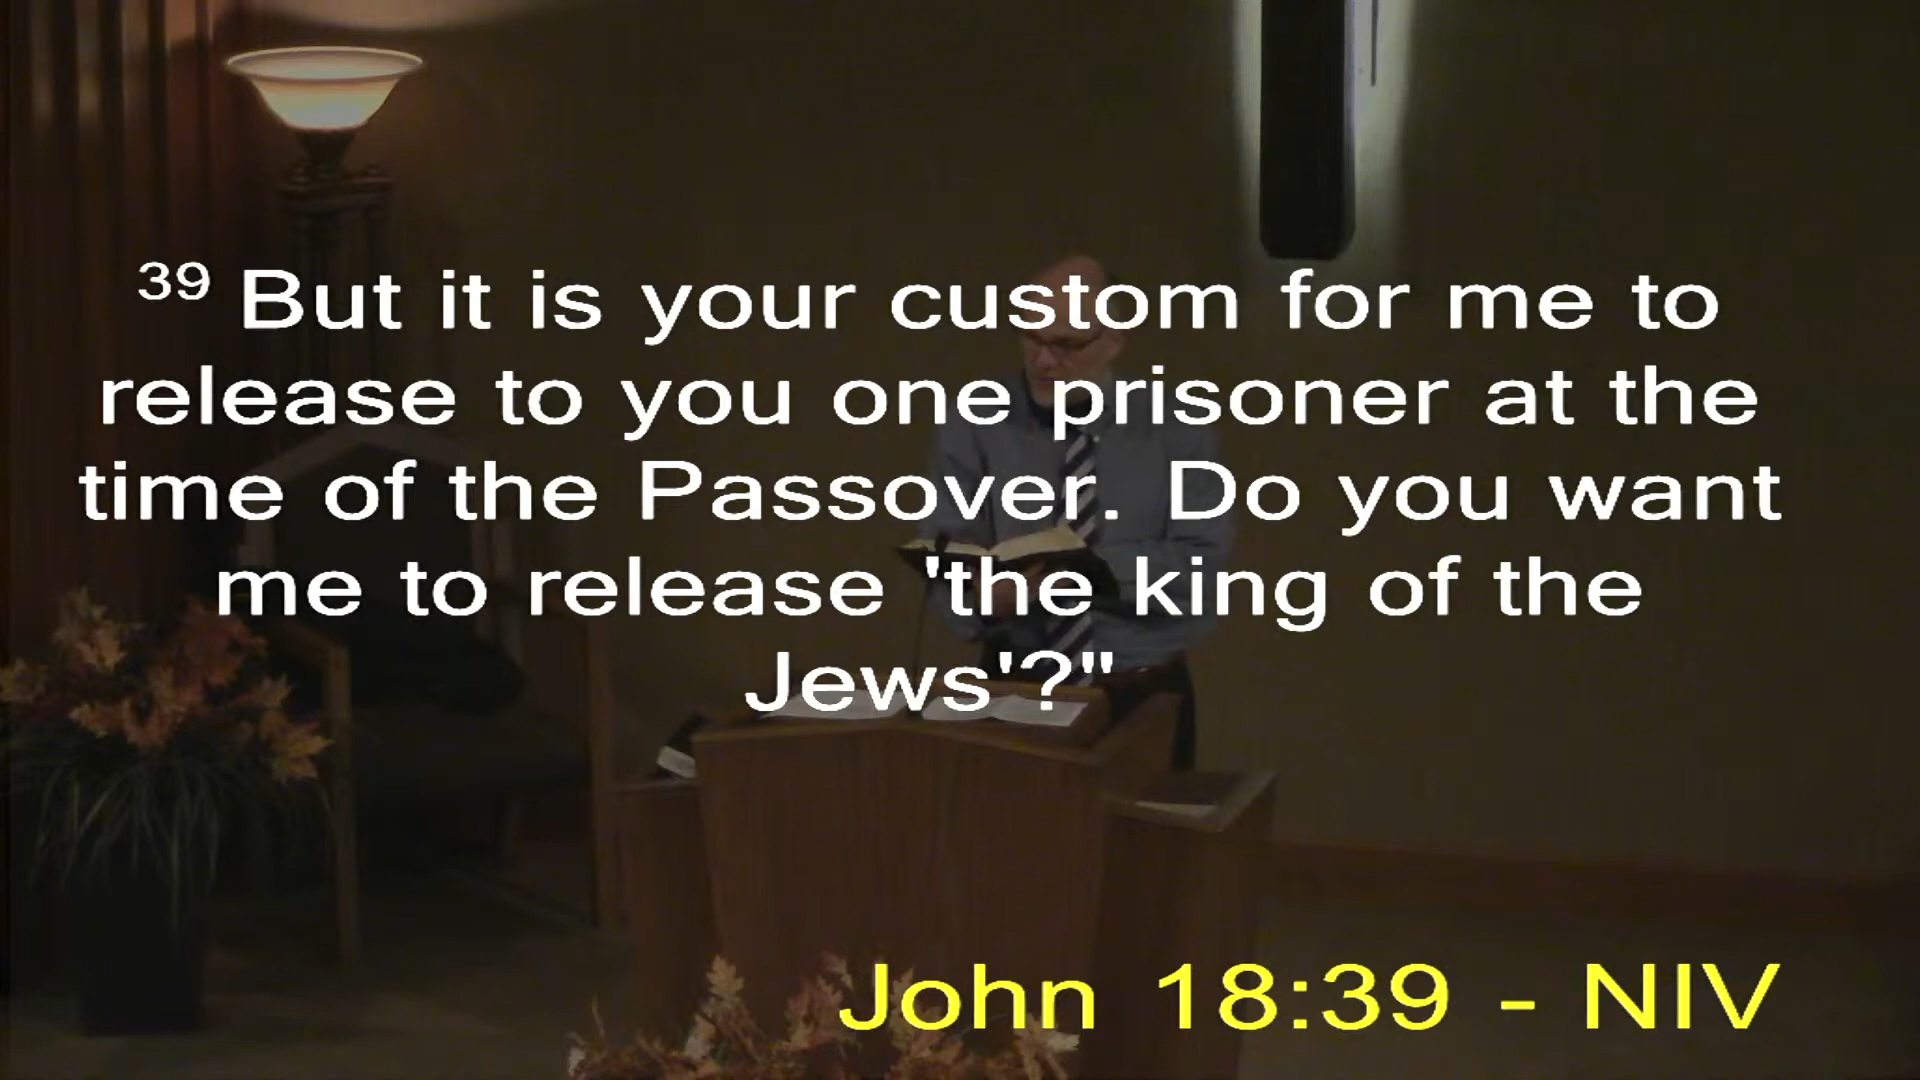 39 But it is your custom for me to
release to you one prisoner at the
time of the Passover. Do you want
me to release 'the king of the
Jews'?"
John 18:39 - NIV